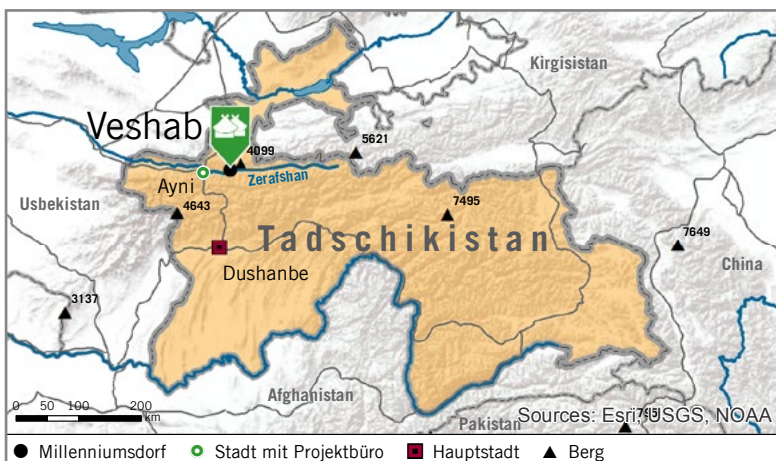 Kirgisistan
Veshab
5621
4099
Zerafshan
Ayni
Usbekistan
4643
7495
Tadschikistan
7649
Dushanbe
China
3137
Afghanistan
0 50 100 200
km
Pakistan
Sources: Esri, USGS, NOAA
Millenniumsdorf
Stadt mit Projektbüro
Hauptstadt
Berg